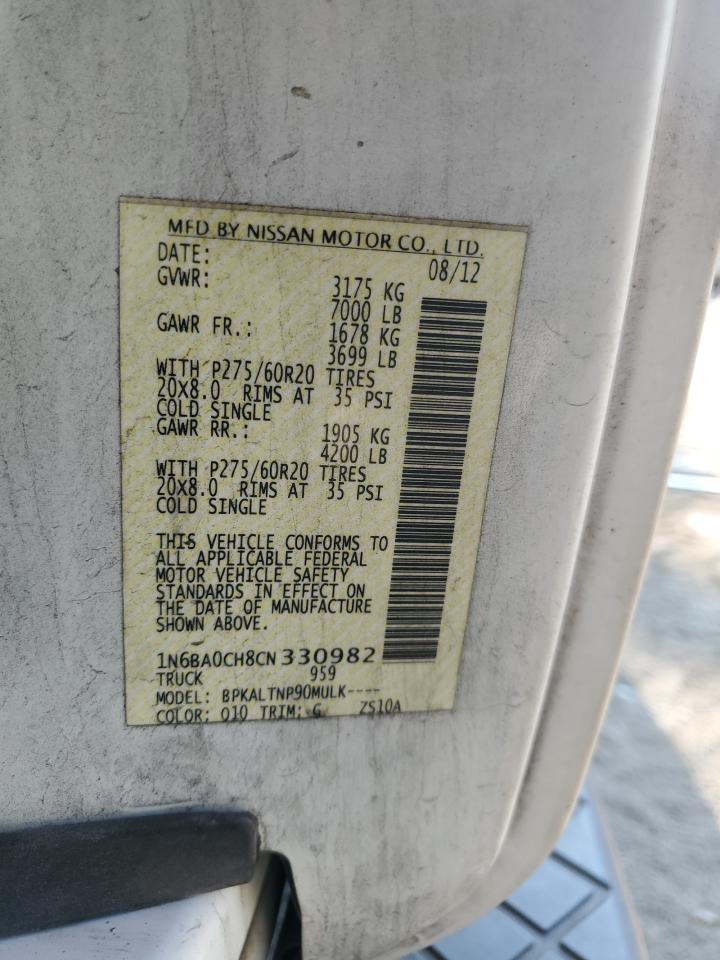 MFD BY NISSAN MOTOR CO., LTD.
DATE: 08/12
GVWR: 3175 KG
7000 LB
GAWR FR.: 1678 KG
3699 LB
WITH P275/60R20 TIRES
20X8.0 RIMS AT 35 PSI
COLD SINGLE
GAWR RR.: 1905 KG
4200 LB
WITH P275/60R20 TIRES
20X8.0 RIMS AT 35 PSI
COLD SINGLE
THIS VEHICLE CONFORMS TO
ALL APPLICABLE FEDERAL
MOTOR VEHICLE SAFETY
STANDARDS IN EFFECT ON
THE DATE OF MANUFACTURE
SHOWN ABOVE.
1N6BA0CH8CN330982
TRUCK 959
MODEL: BPKALTNP90MULK----
COLOR: Q10 TRIM: G ZS10A